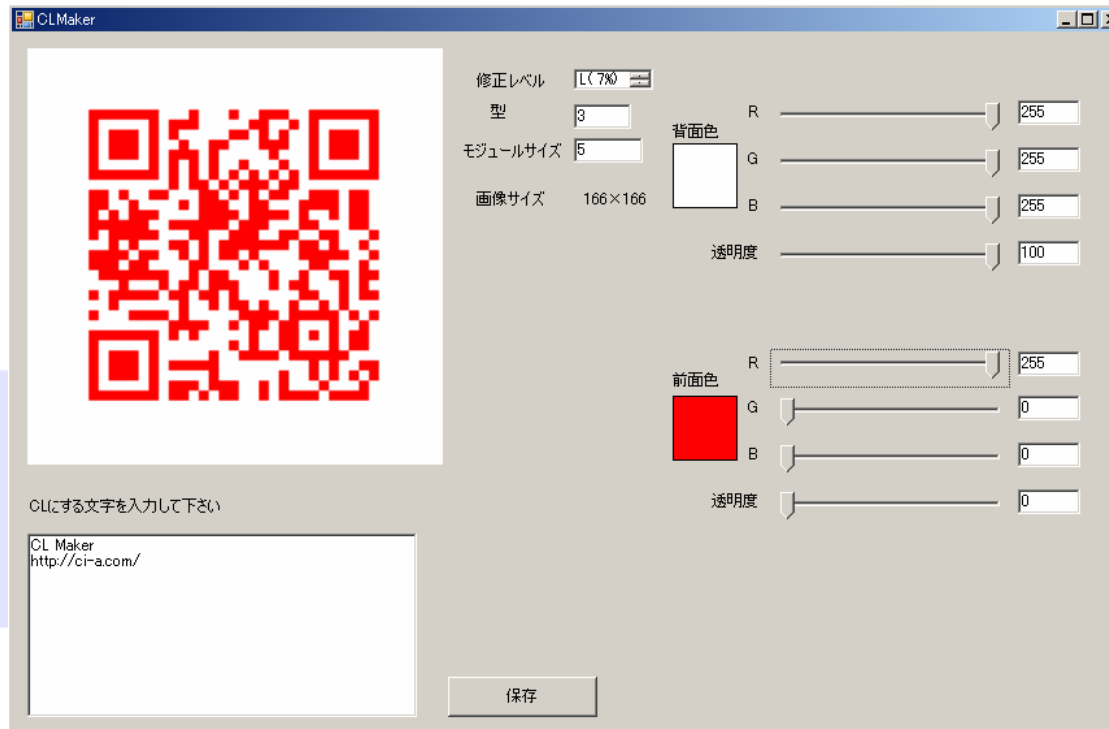 CLMaker
修正レベル
L(7%)
型
3
モジュールサイズ
5
画像サイズ
166×166
背面色
R
255
G
255
B
255
透明度
100
前面色
R
255
G
0
B
0
透明度
0
CLにする文字を入力して下さい
CL Maker
http://ci-a.com/
保存